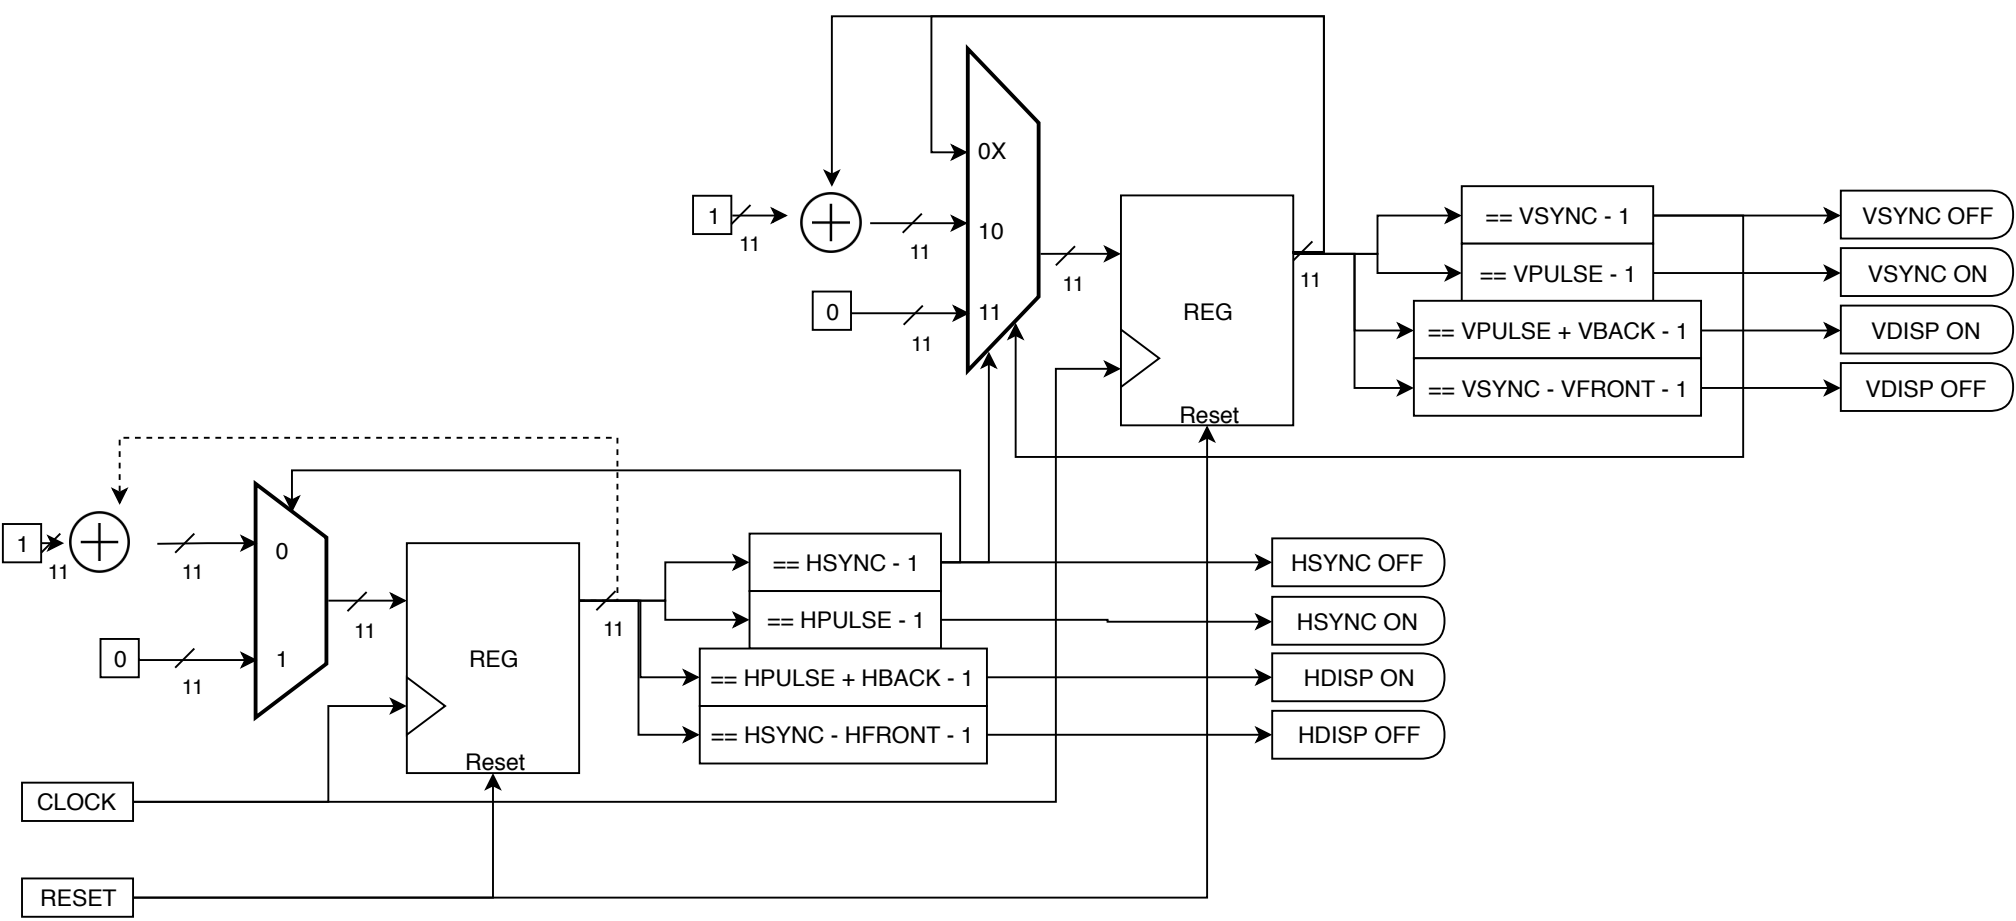 0X
1
11
10
11
11
0
11
11
11
REG
Reset
11
== VSYNC - 1
== VPULSE - 1
== VPULSE + VBACK - 1
== VSYNC - VFRONT - 1
VSYNC OFF
VSYNC ON
VDISP ON
VDISP OFF
1
11
11
0
0
11
1
11
REG
Reset
11
== HSYNC - 1
== HPULSE - 1
== HPULSE + HBACK - 1
== HSYNC - HFRONT - 1
HSYNC OFF
HSYNC ON
HDISP ON
HDISP OFF
CLOCK
RESET